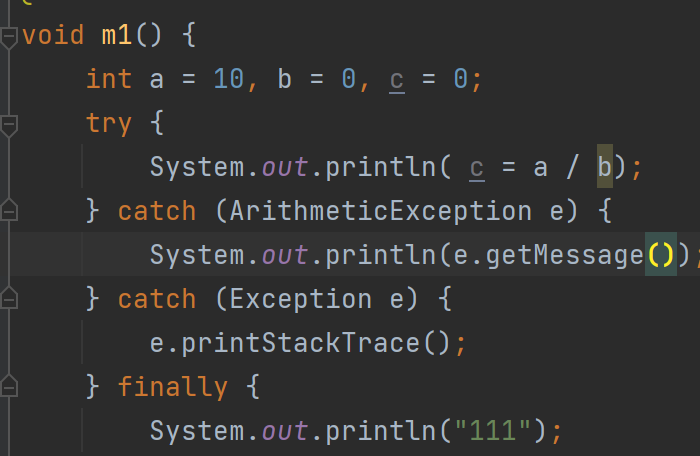 void m1() {
int a = 10, b = 0, c = 0;
try {
System.out.println( c = a / b);
} catch (ArithmeticException e) {
System.out.println(e.getMessage());
} catch (Exception e) {
e.printStackTrace();
} finally {
System.out.println("111");